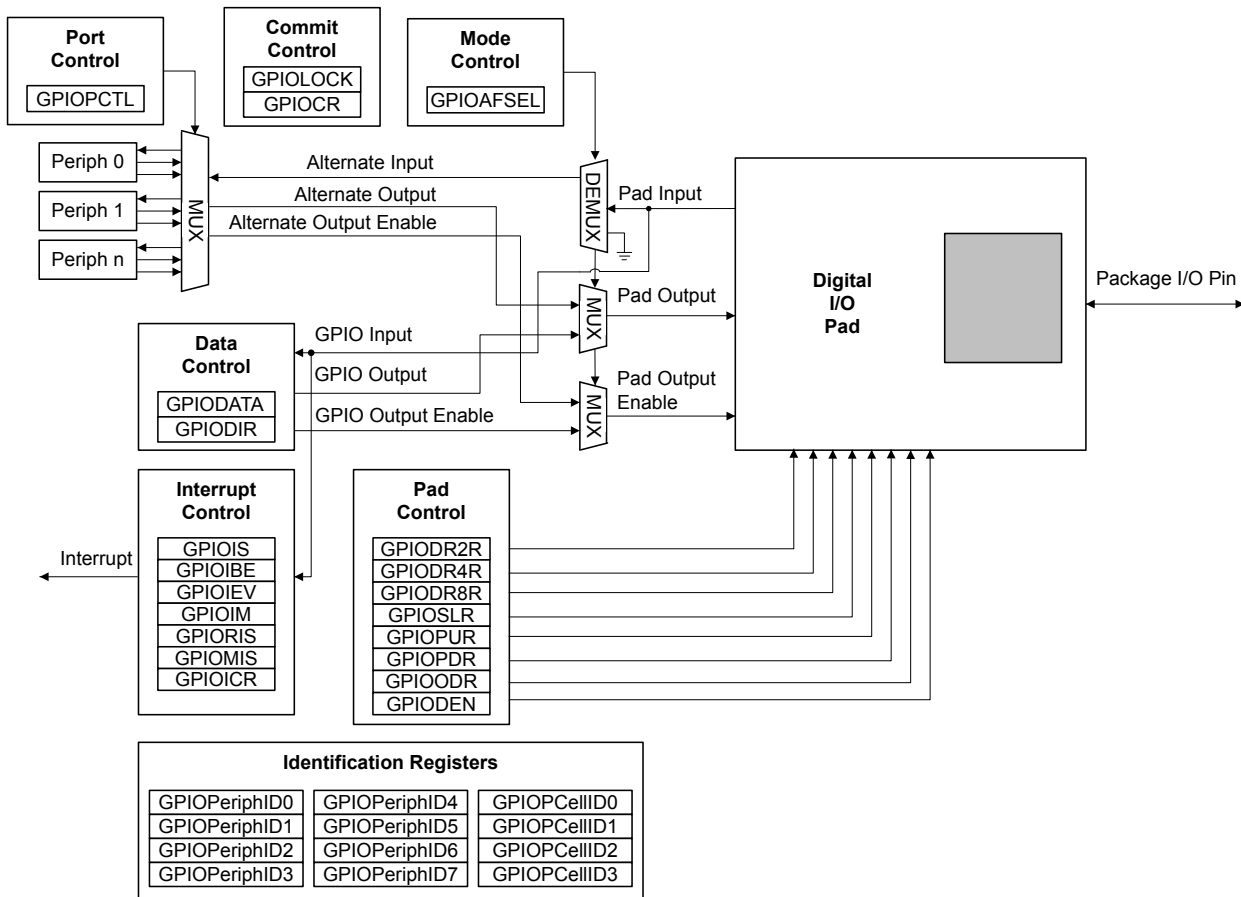 Port
Control
GPIOPCTL
Commit
Control
GPIOLOCK
GPIOCR
Mode
Control
GPIOAFSEL
Periph 0
Periph 1
Periph n
MUX
Alternate Input
Alternate Output
Alternate Output Enable
DEMUX
Pad Input
MUX
Pad Output
MUX
Pad Output
Enable
Digital
I/O
Pad
Package I/O Pin
Data
Control
GPIODATA
GPIODIR
GPIO Input
GPIO Output
GPIO Output Enable
Interrupt
Interrupt
Control
GPIOIS
GPIOIBE
GPIOIEV
GPIOIM
GPIORIS
GPIOMIS
GPIOICR
Pad
Control
GPIODR2R
GPIODR4R
GPIODR8R
GPIOSLR
GPIOPUR
GPIOPDR
GPIOODR
GPIODEN
Identification Registers
GPIOPeriphID0
GPIOPeriphID1
GPIOPeriphID2
GPIOPeriphID3
GPIOPeriphID4
GPIOPeriphID5
GPIOPeriphID6
GPIOPeriphID7
GPIOPCellID0
GPIOPCellID1
GPIOPCellID2
GPIOPCellID3